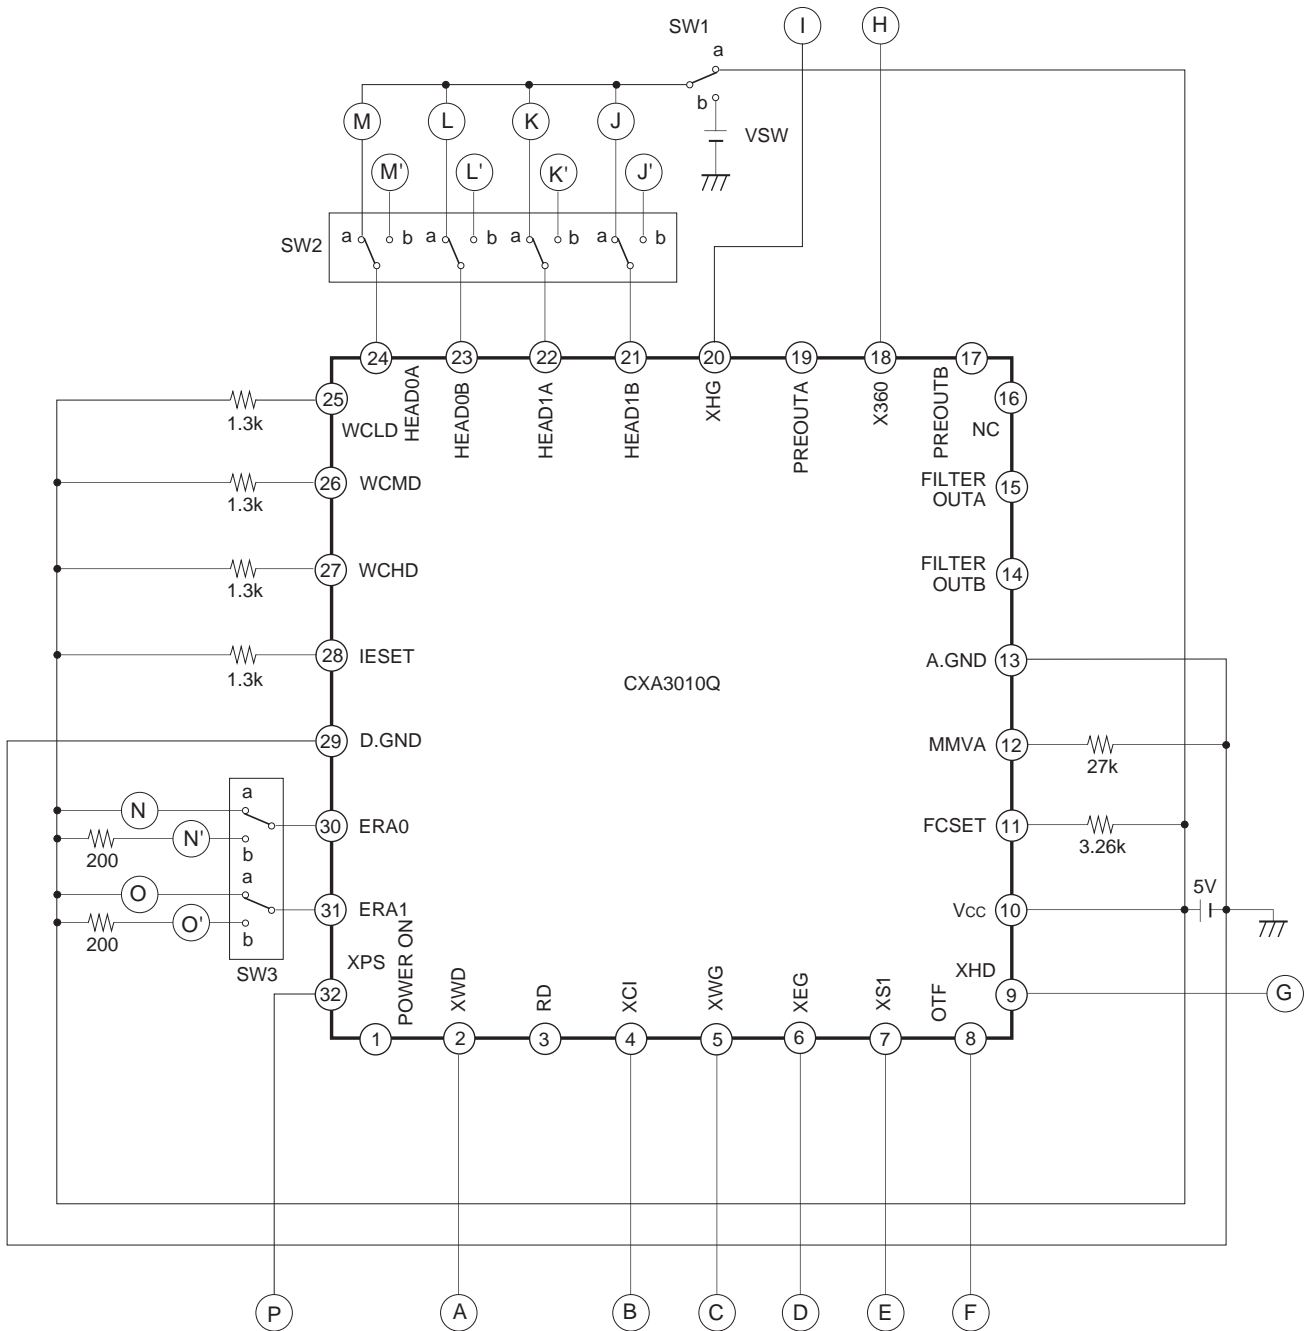 SW1
I
H
a
b
VSW
M
L
K
J
M'
L'
K'
J'
SW2
a
b
a
b
a
b
a
b
24
23
22
21
20
19
18
17
HEAD0A
HEAD0B
HEAD1A
HEAD1B
XHG
PREOUTA
X360
PREOUTB
25
WCLD
1.3k
16
NC
26
WCMD
1.3k
FILTER
OUTA
15
27
WCHD
1.3k
FILTER
OUTB
14
28
IESET
1.3k
A.GND
13
CXA3010Q
29
D.GND
MMVA
12
27k
N
a
30
ERA0
N'
b
200
FCSET
11
3.26k
O
a
31
ERA1
O'
b
200
SW3
5V
Vcc
10
XPS
32
XHD
9
G
POWER ON
XWD
RD
XCI
XWG
XEG
XS1
OTF
1
2
3
4
5
6
7
8
P
A
B
C
D
E
F